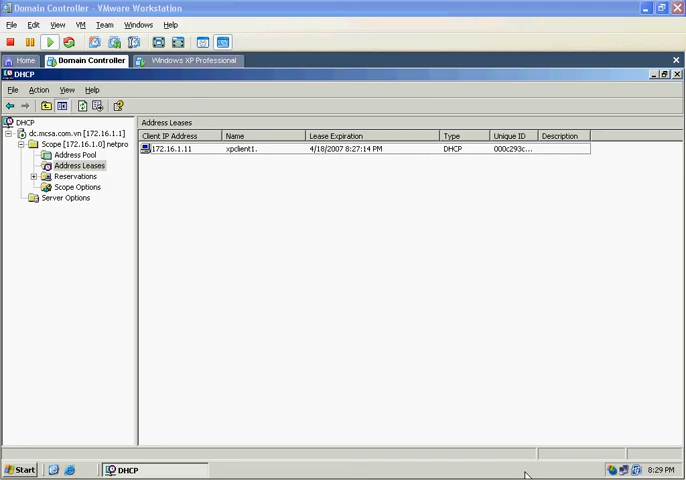 Domain Controller - VMware Workstation
File Edit View VM Team Windows Help
Home Domain Controller Windows XP Professional
DHCP
File Action View Help
DHCP
dc.mcsa.com.vn [172.16.1.1]
Scope [172.16.1.0] netpro
Address Pool
Address Leases
Reservations
Scope Options
Server Options
Address Leases
Client IP Address Name Lease Expiration Type Unique ID Description
172.16.1.11 xpclient1. 4/18/2007 8:27:14 PM DHCP 000c293c...
Start DHCP 8:29 PM